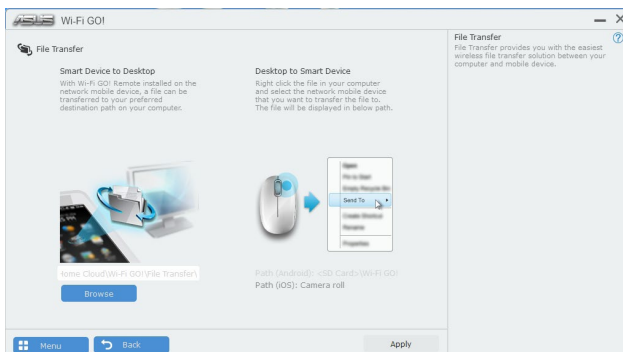 ASUS Wi-Fi GO!
File Transfer
Smart Device to Desktop
With Wi-Fi GO! Remote installed on the
network mobile device, a file can be
transferred to your preferred
destination path on your computer.
Home Cloud\Wi-Fi GO!\File Transfer\
Browse
Desktop to Smart Device
Right click the file in your computer
and select the network mobile device
that you want to transfer the file to.
The file will be displayed in below path.
Open
Pin to Start
Empty Recycle Bin
Send To
Create Shortcut
Rename
Properties
Path (Android): <SD Card>\Wi-Fi GO!
Path (iOS): Camera roll
Menu
Back
Apply
File Transfer
?
File Transfer provides you with the easiest
wireless file transfer solution between your
computer and mobile device.